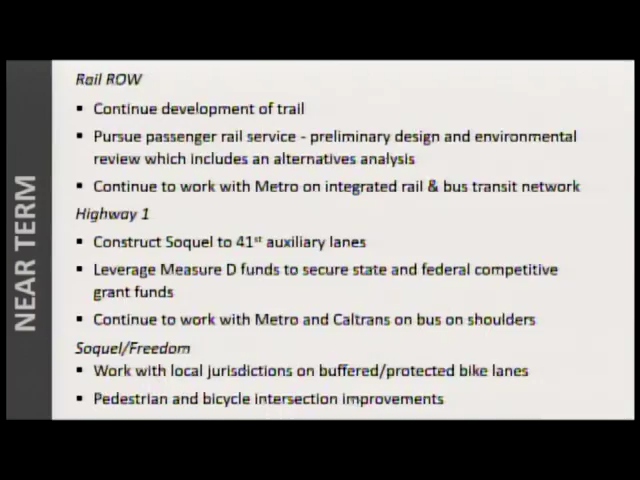 NEAR TERM
Rail ROW
▪ Continue development of trail
▪ Pursue passenger rail service - preliminary design and environmental
review which includes an alternatives analysis
▪ Continue to work with Metro on integrated rail & bus transit network
Highway 1
▪ Construct Soquel to 41st auxiliary lanes
▪ Leverage Measure D funds to secure state and federal competitive
grant funds
▪ Continue to work with Metro and Caltrans on bus on shoulders
Soquel/Freedom
▪ Work with local jurisdictions on buffered/protected bike lanes
▪ Pedestrian and bicycle intersection improvements